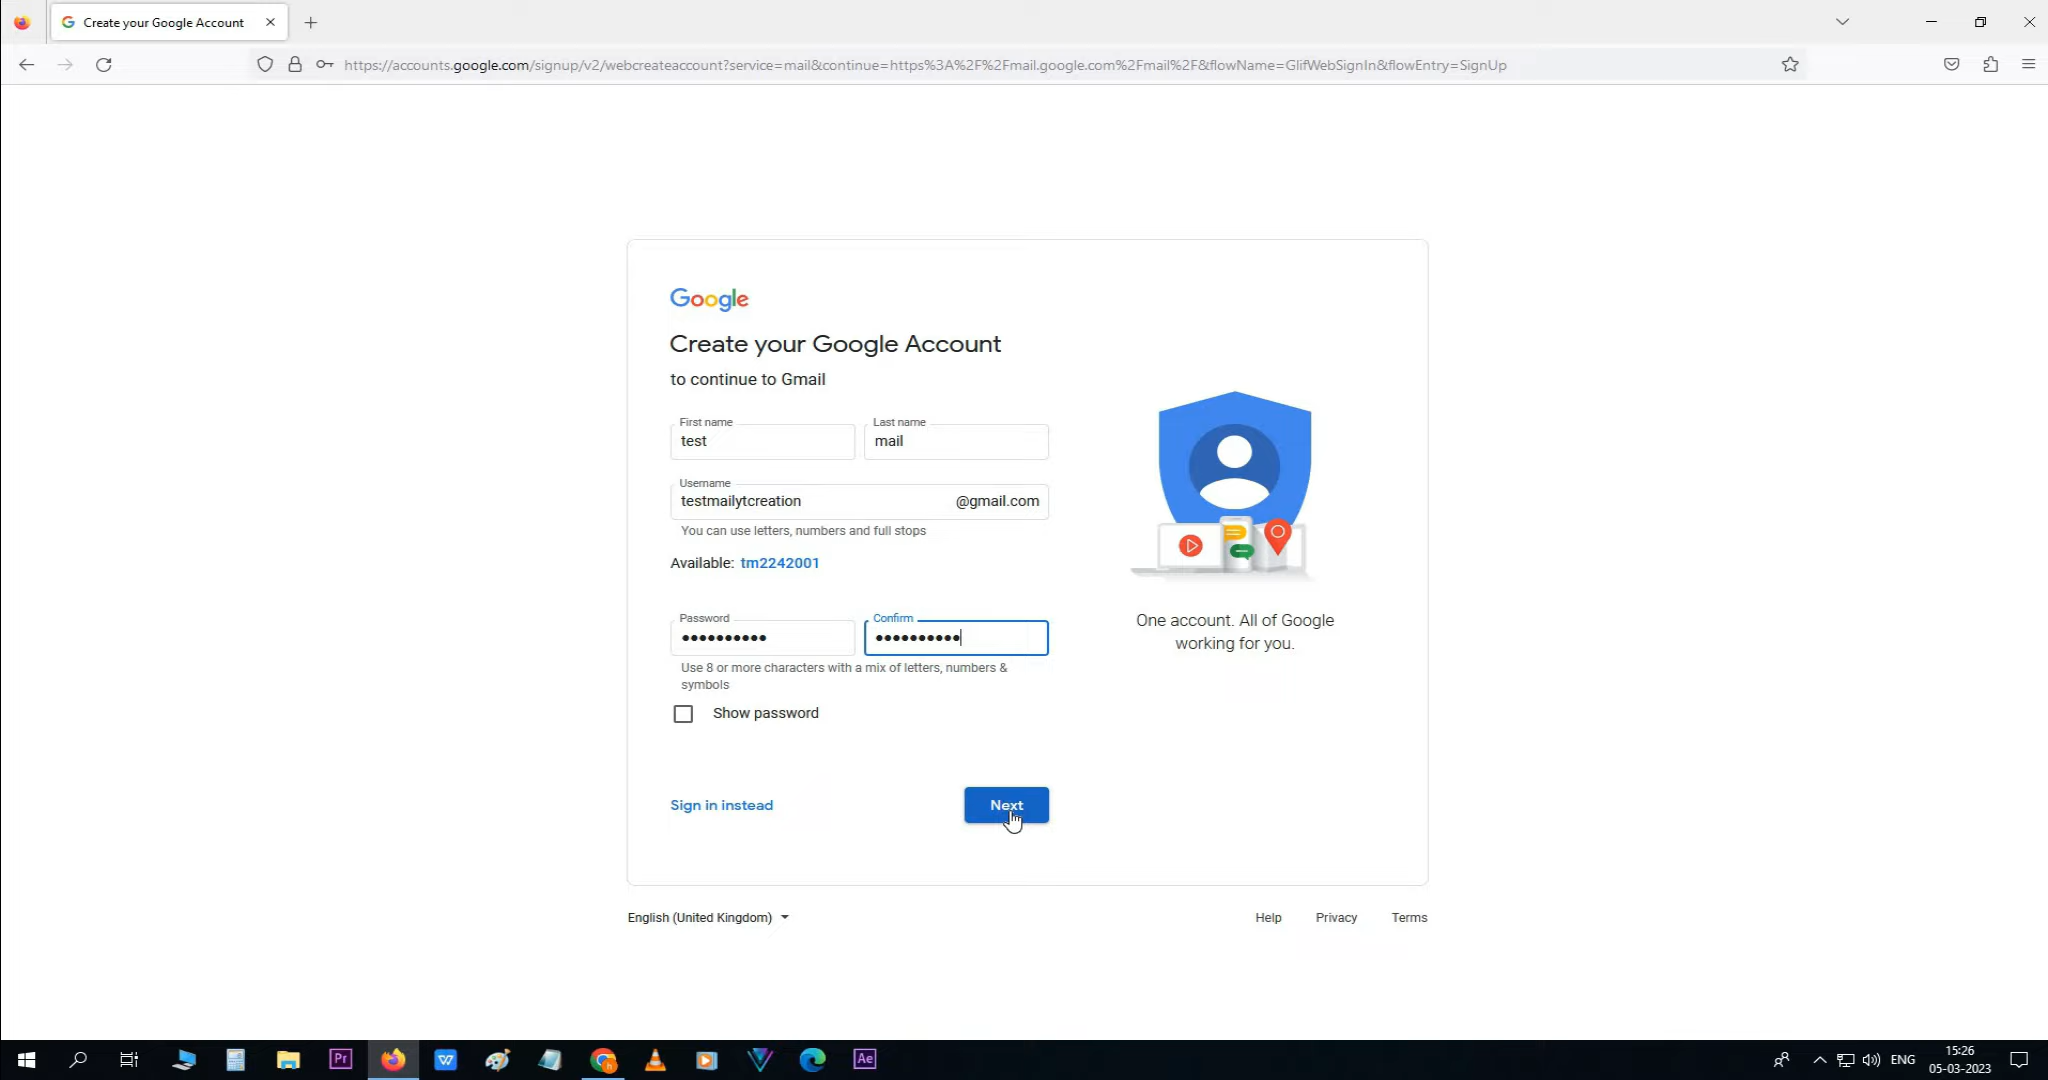 Create your Google Account
https://accounts.google.com/signup/v2/webcreateaccount?service=mail&continue=https%3A%2F%2Fmail.google.com%2Fmail%2F&flowName=GlifWebSignIn&flowEntry=SignUp
Google
Create your Google Account
to continue to Gmail
First name
Last name
test
mail
Username
testmailytcreation @gmail.com
You can use letters, numbers and full stops
Available: tm2242001
Password
Confirm
••••••••••
••••••••••
Use 8 or more characters with a mix of letters, numbers &
symbols
Show password
Sign in instead
Next
One account. All of Google
working for you.
English (United Kingdom)
Help Privacy Terms
Pr
W
h
Ae
ENG
15:26
05-03-2023